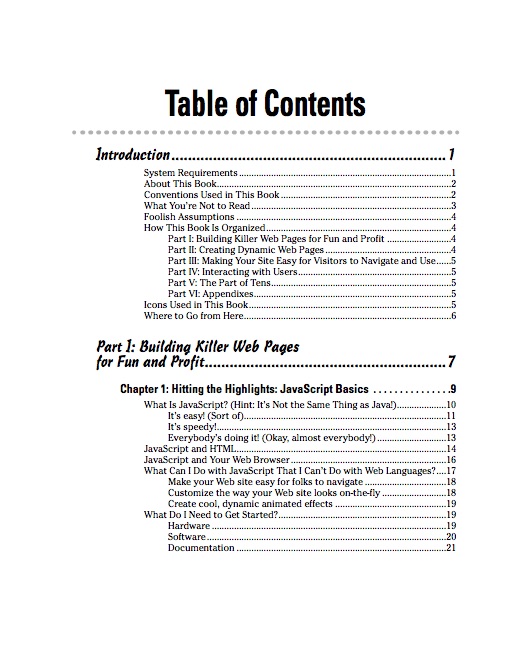 Table of Contents
Introduction.................................................................1
System Requirements.................................................................1
About This Book.................................................................2
Conventions Used in This Book.................................................................2
What You're Not to Read.................................................................3
Foolish Assumptions.................................................................4
How This Book Is Organized.................................................................4
Part I: Building Killer Web Pages for Fun and Profit.......................4
Part II: Creating Dynamic Web Pages.................................................4
Part III: Making Your Site Easy for Visitors to Navigate and Use......5
Part IV: Interacting with Users.................................................5
Part V: The Part of Tens.................................................5
Part VI: Appendixes.................................................5
Icons Used in This Book.................................................5
Where to Go from Here.................................................6
Part 1: Building Killer Web Pages
for Fun and Profit.................................................7
Chapter 1: Hitting the Highlights: JavaScript Basics . . . . . . . . . . . . . . .9
What Is JavaScript? (Hint: It's Not the Same Thing as Java!)....................10
It's easy! (Sort of).................................................11
It's speedy!.................................................13
Everybody's doing it! (Okay, almost everybody!)............................13
JavaScript and HTML.................................................14
JavaScript and Your Web Browser.................................................16
What Can I Do with JavaScript That I Can't Do with Web Languages?....17
Make your Web site easy for folks to navigate.................................18
Customize the way your Web site looks on-the-fly..........................18
Create cool, dynamic animated effects.................................................19
What Do I Need to Get Started?.................................................19
Hardware.................................................19
Software.................................................20
Documentation.................................................21